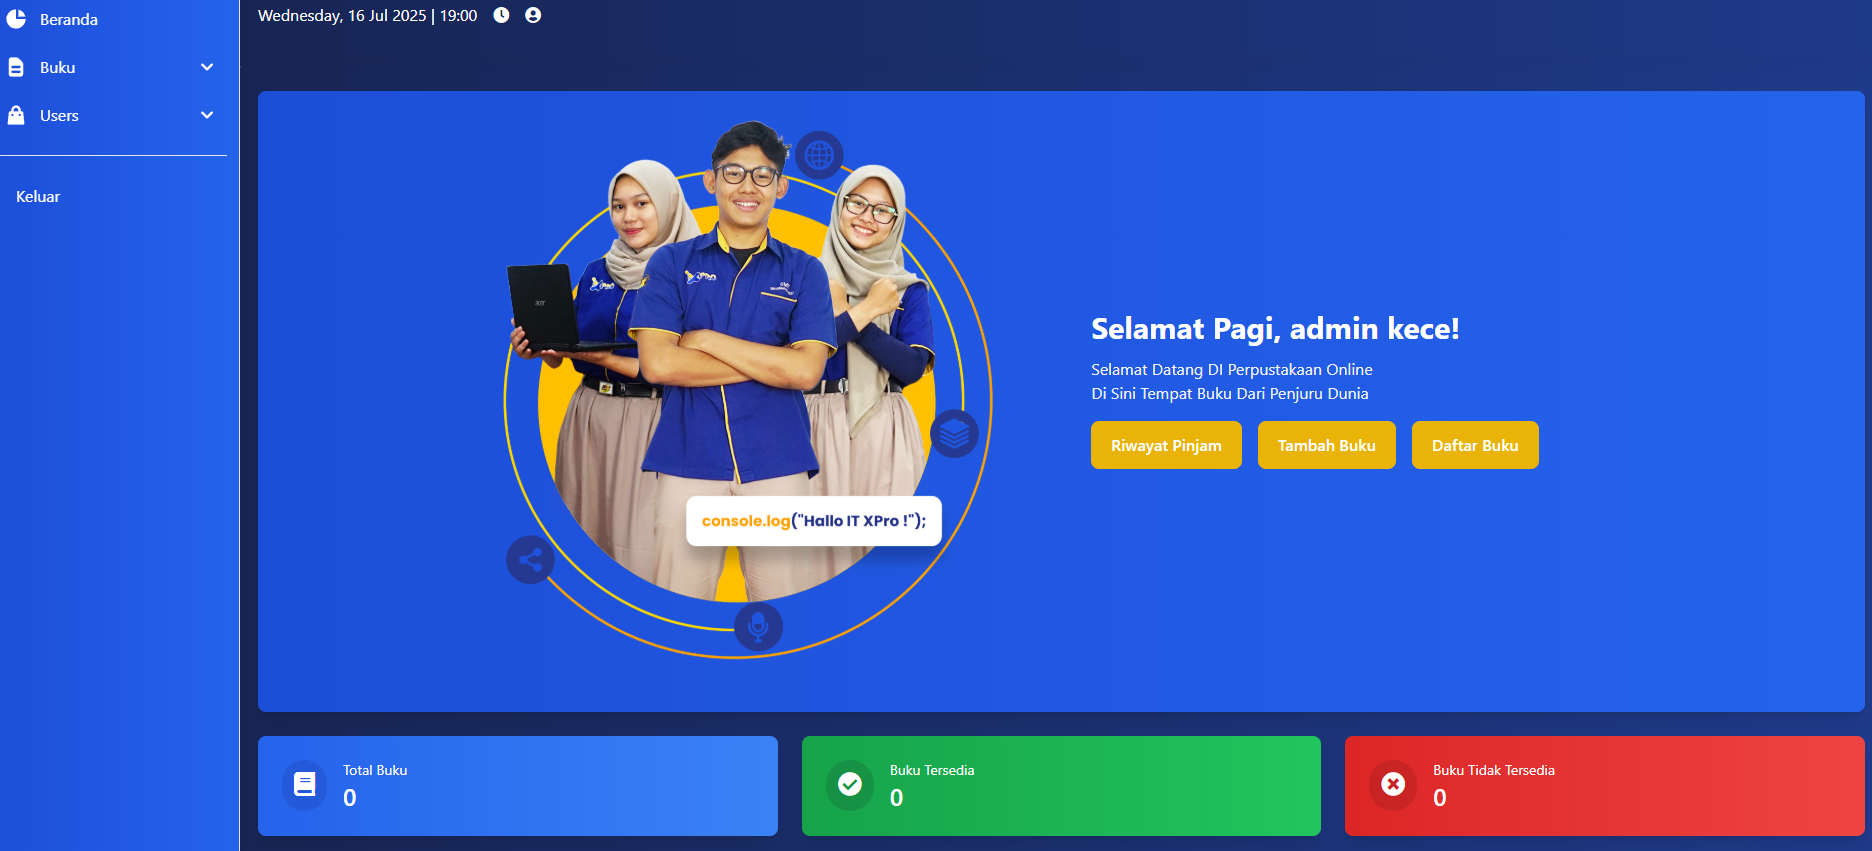 Beranda
Buku
Users
Keluar
Wednesday, 16 Jul 2025 | 19:00
acer
console.log("Hallo IT XPro !");
Selamat Pagi, admin kece!
Selamat Datang DI Perpustakaan Online
Di Sini Tempat Buku Dari Penjuru Dunia
Riwayat Pinjam
Tambah Buku
Daftar Buku
Total Buku
0
Buku Tersedia
0
Buku Tidak Tersedia
0